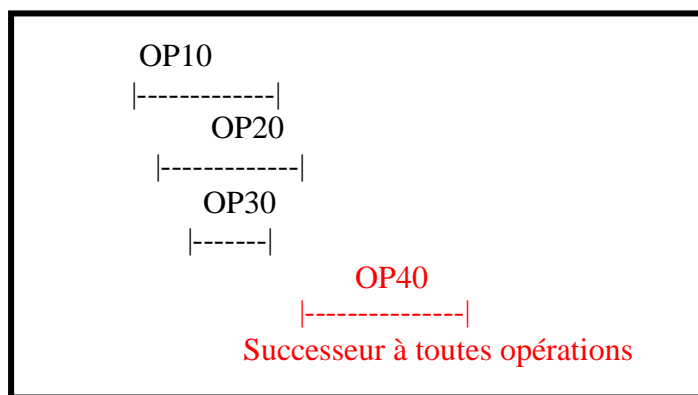 OP10
|-------------|
OP20
|-------------|
OP30
|-------|
OP40
|---------------|
Successeur à toutes opérations